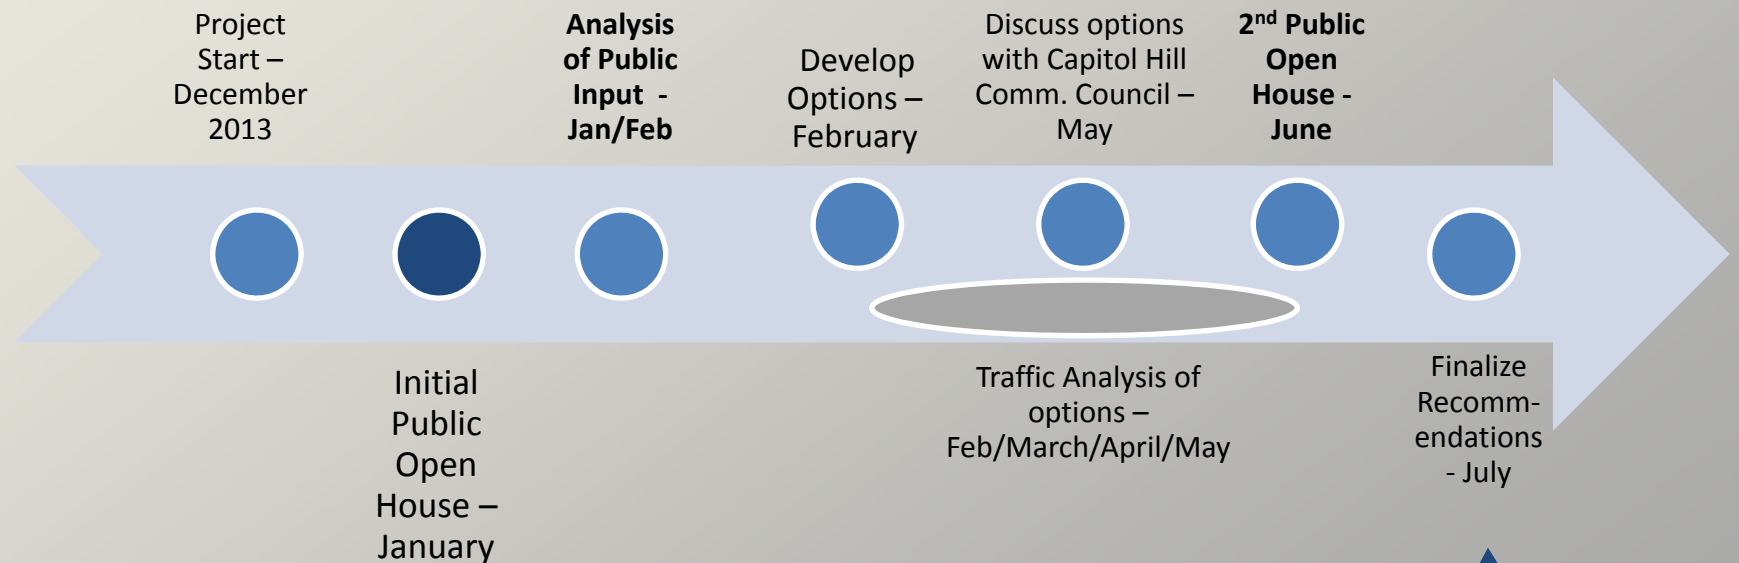 Project
Start –
December
2013
Initial
Public
Open
House –
January
Analysis
of Public
Input -
Jan/Feb
Develop
Options –
February
Discuss options
with Capitol Hill
Comm. Council –
May
Traffic Analysis of
options –
Feb/March/April/May
2nd Public
Open
House -
June
Finalize
Recomm-
endations
- July